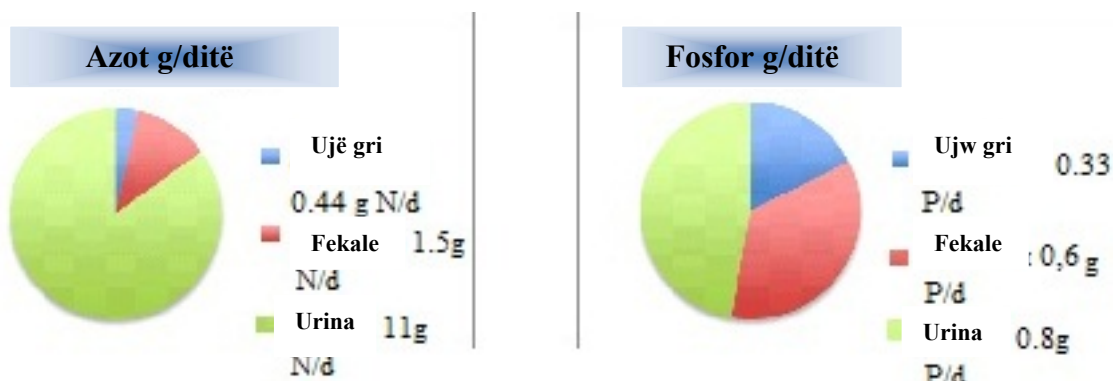 Azot g/ditë
Ujë gri
0.44 g N/d
Fekale 1.5g
N/d
Urina 11g
N/d
Fosfor g/ditë
Ujw gri 0.33
P/d
Fekale : 0,6 g
P/d
Urina 0.8g
P/d